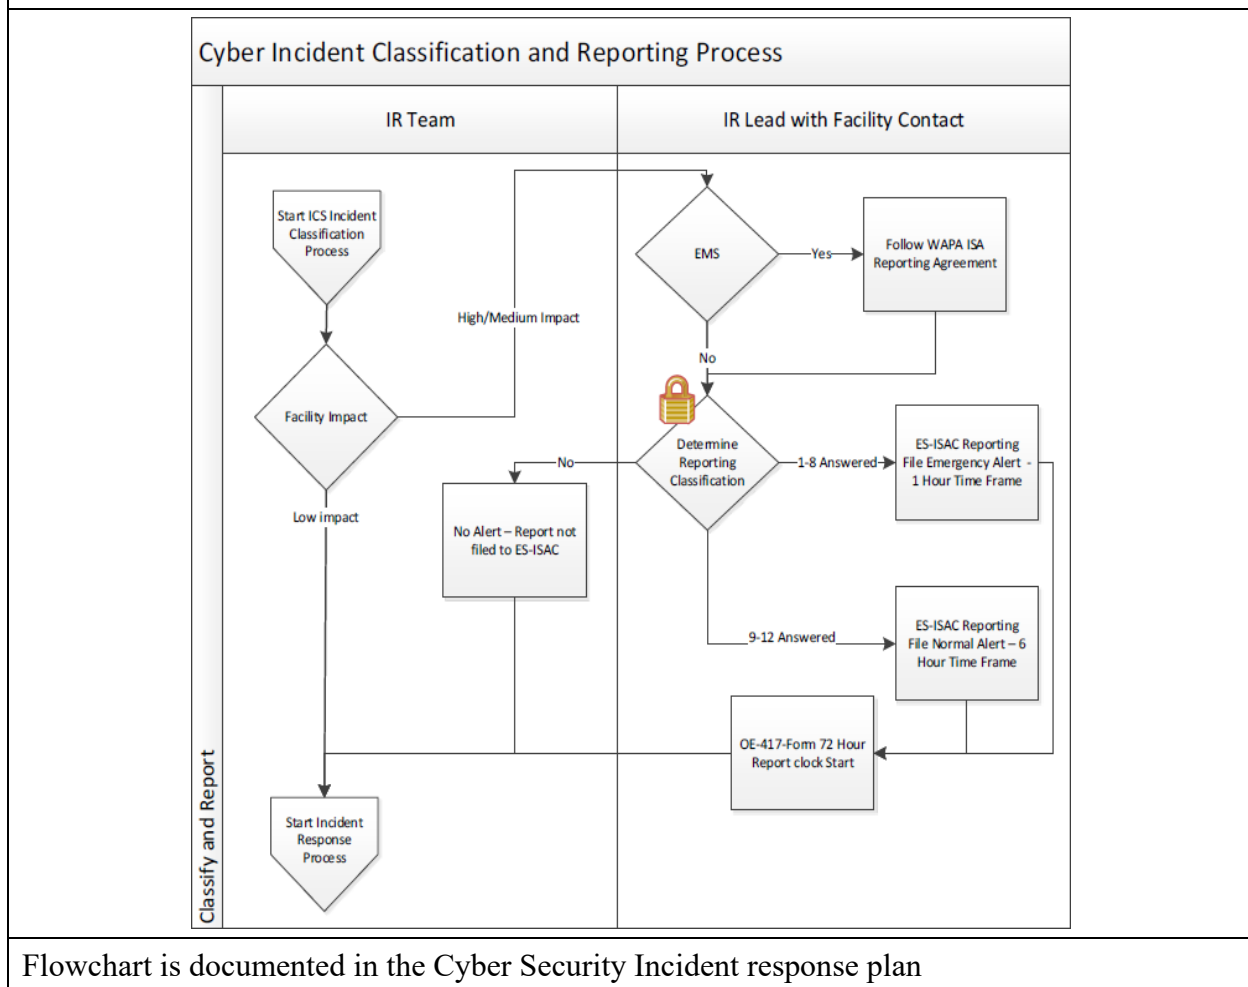 Cyber Incident Classification and Reporting Process
IR Team
IR Lead with Facility Contact
Start ICS Incident
Classification
Process
EMS
Yes
Follow WAPA ISA
Reporting Agreement
High/Medium Impact
No
Facility Impact
Determine
Reporting
Classification
No
1-8 Answered
ES-ISAC Reporting
File Emergency Alert -
1 Hour Time Frame
Low impact
No Alert – Report not
filed to ES-ISAC
9-12 Answered
ES-ISAC Reporting
File Normal Alert – 6
Hour Time Frame
OE-417-Form 72 Hour
Report clock Start
Start Incident
Response
Process
Classify and Report
Flowchart is documented in the Cyber Security Incident response plan